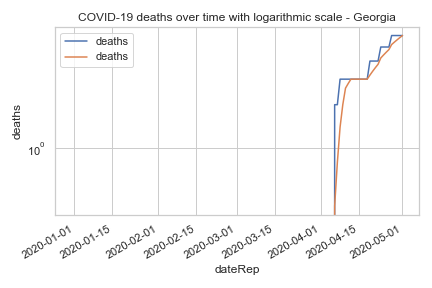 COVID-19 deaths over time with logarithmic scale - Georgia
deaths
deaths
deaths
10^0
2020-01-01
2020-01-15
2020-02-01
2020-02-15
2020-03-01
2020-03-15
2020-04-01
2020-04-15
2020-05-01
dateRep